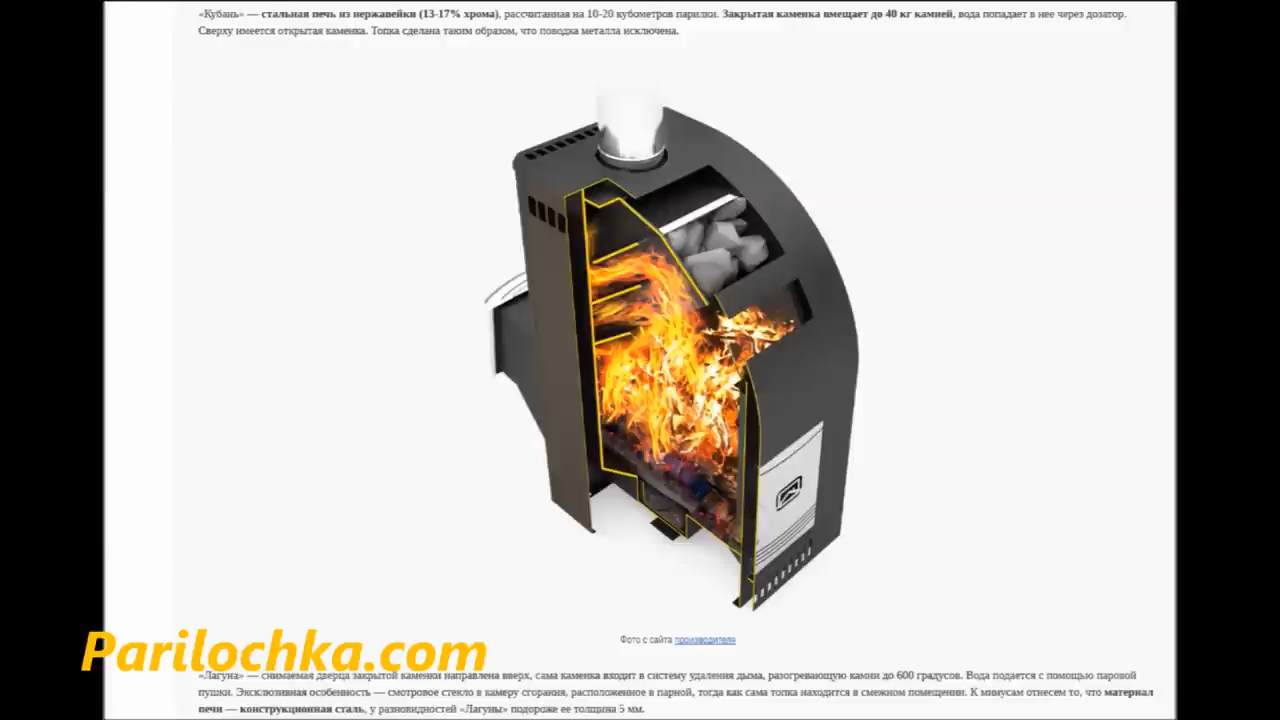 «Кубань» — стальная печь из нержавейки (13-17% хрома), рассчитанная на 10-20 кубометров парилки. Закрытая каменка вмещает до 40 кг камней, вода попадает в нее через дозатор.
Сверху имеется открытая каменка. Топка сделана таким образом, что поводка металла исключена.
Фото с сайта производителя
Parilochka.com
«Лагуна» — снимаемая дверца закрытой каменки направлена вверх, сама каменка входит в систему удаления дыма, разогревающую камни до 600 градусов. Вода подается с помощью паровой
пушки. Эксклюзивная особенность — смотровое стекло в камеру сгорания, расположенное в парной, тогда как сама топка находится в смежном помещении. К минусам отнесем то, что материал
печи — конструкционная сталь, у разновидностей «Лагуны» подороже ее толщина 5 мм.